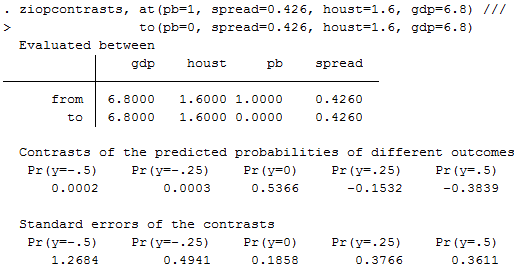 . ziopcontrasts, at(pb=1, spread=0.426, houst=1.6, gdp=6.8) ///
> to(pb=0, spread=0.426, houst=1.6, gdp=6.8)
Evaluated between
gdp houst pb spread
from 6.8000 1.6000 1.0000 0.4260
to 6.8000 1.6000 0.0000 0.4260
Contrasts of the predicted probabilities of different outcomes
Pr(y=-.5) Pr(y=-.25) Pr(y=0) Pr(y=.25) Pr(y=.5)
0.0002 0.0003 0.5366 -0.1532 -0.3839
Standard errors of the contrasts
Pr(y=-.5) Pr(y=-.25) Pr(y=0) Pr(y=.25) Pr(y=.5)
1.2684 0.4941 0.1858 0.3766 0.3611